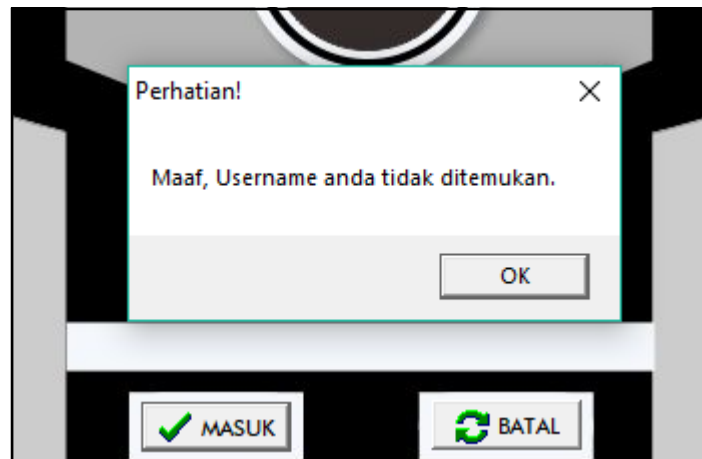 Perhatian!
Maaf, Username anda tidak ditemukan.
OK
MASUK
BATAL